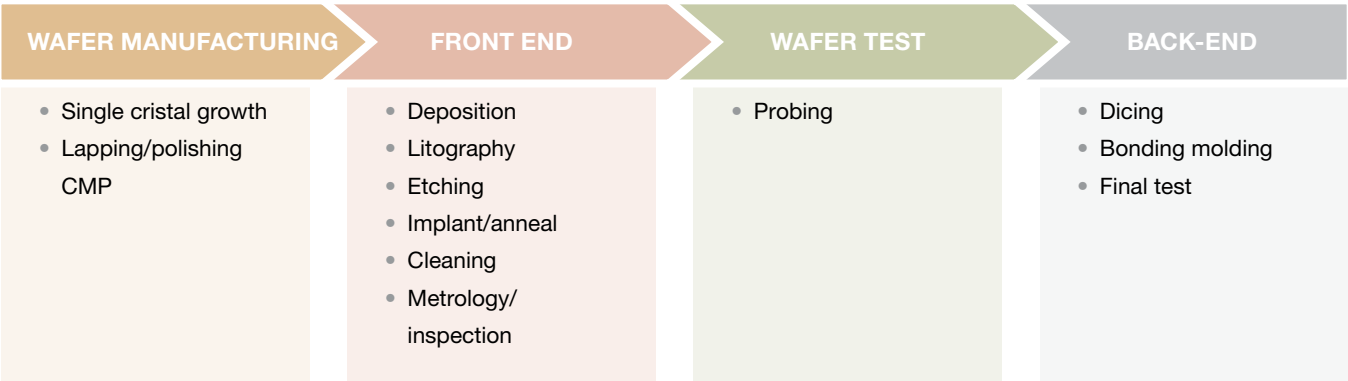 WAFER MANUFACTURING
FRONT END
WAFER TEST
BACK-END
Single cristal growth
Lapping/polishing
CMP
Deposition
Litography
Etching
Implant/anneal
Cleaning
Metrology/
inspection
Probing
Dicing
Bonding molding
Final test